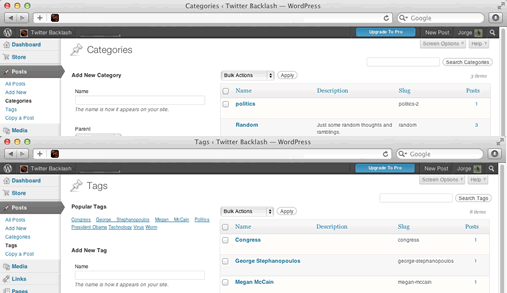 Categories ‹ Twitter Backlash — WordPress
Google
Twitter Backlash
Upgrade To Pro
New Post
Jorge
Dashboard
Store
Posts
All Posts
Add New
Categories
Tags
Copy a Post
Media
Screen Options
Help
Categories
Search Categories
Add New Category
Name
The name is how it appears on your site.
Parent
Bulk Actions
Apply
3 items
Name Description Slug Posts
politics politics-2 1
Random Just some random thoughts and ramblings. random 3
Tags ‹ Twitter Backlash — WordPress
Google
Twitter Backlash
Upgrade To Pro
New Post
Jorge
Dashboard
Store
Posts
All Posts
Add New
Categories
Tags
Copy a Post
Media
Links
Pages
Screen Options
Help
Tags
Search Tags
Popular Tags
Congress George Stephanopoulos Megan McCain Politics
President Obama Technology Virus Worm
Add New Tag
Name
The name is how it appears on your site.
Bulk Actions
Apply
8 items
Name Description Slug Posts
Congress congress 1
George Stephanopoulos george-stephanopoulos 1
Megan McCain megan-mccain 1